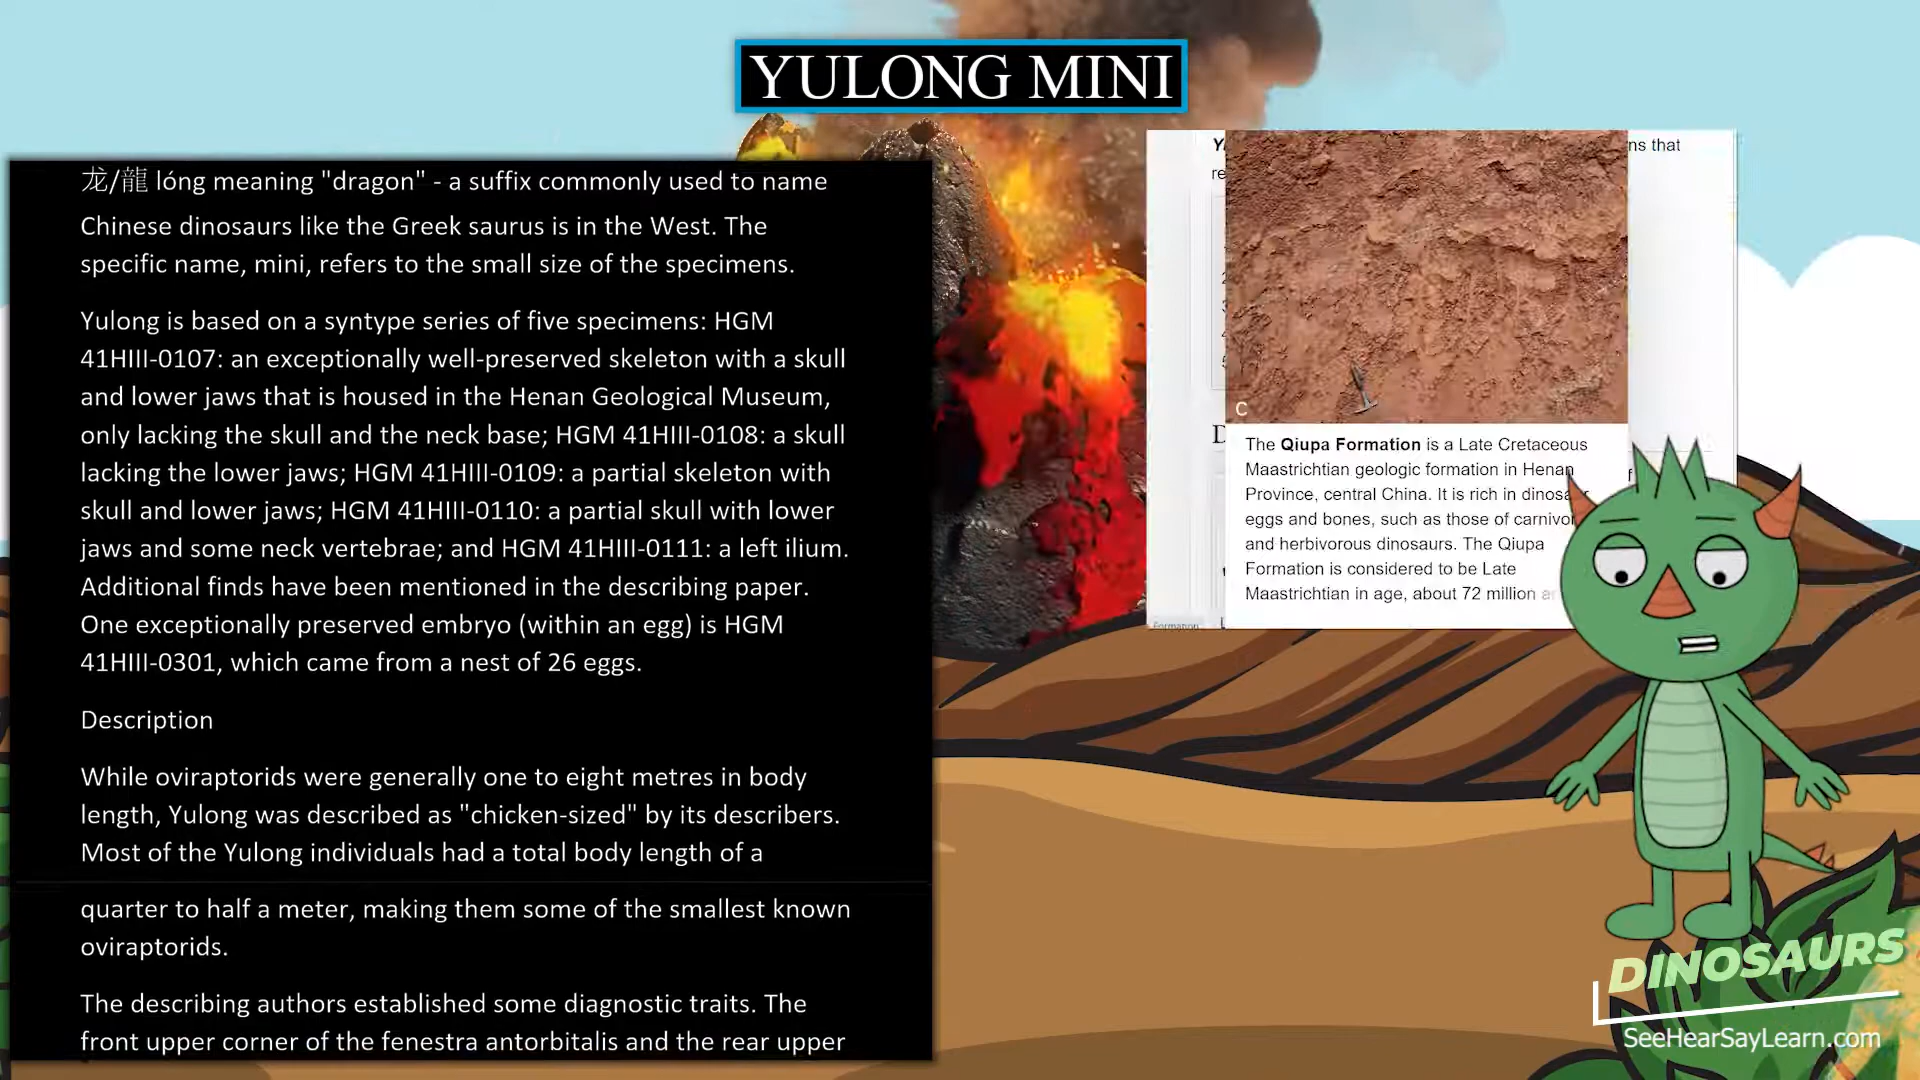 YULONG MINI
龙/龍 lóng meaning "dragon" - a suffix commonly used to name
Chinese dinosaurs like the Greek saurus is in the West. The
specific name, mini, refers to the small size of the specimens.
Yulong is based on a syntype series of five specimens: HGM
41HIII-0107: an exceptionally well-preserved skeleton with a skull
and lower jaws that is housed in the Henan Geological Museum,
only lacking the skull and the neck base; HGM 41HIII-0108: a skull
lacking the lower jaws; HGM 41HIII-0109: a partial skeleton with
skull and lower jaws; HGM 41HIII-0110: a partial skull with lower
jaws and some neck vertebrae; and HGM 41HIII-0111: a left ilium.
Additional finds have been mentioned in the describing paper.
One exceptionally preserved embryo (within an egg) is HGM
41HIII-0301, which came from a nest of 26 eggs.
Description
While oviraptorids were generally one to eight metres in body
length, Yulong was described as "chicken-sized" by its describers.
Most of the Yulong individuals had a total body length of a
quarter to half a meter, making them some of the smallest known
oviraptorids.
The describing authors established some diagnostic traits. The
front upper corner of the fenestra antorbitalis and the rear upper
ns that
re
C
The Qiupa Formation is a Late Cretaceous
Maastrichtian geologic formation in Henan
Province, central China. It is rich in dinosaur
eggs and bones, such as those of carnivor
and herbivorous dinosaurs. The Qiupa
Formation is considered to be Late
Maastrichtian in age, about 72 million
Formation
DINOSAURS
SeeHearSayLearn.com